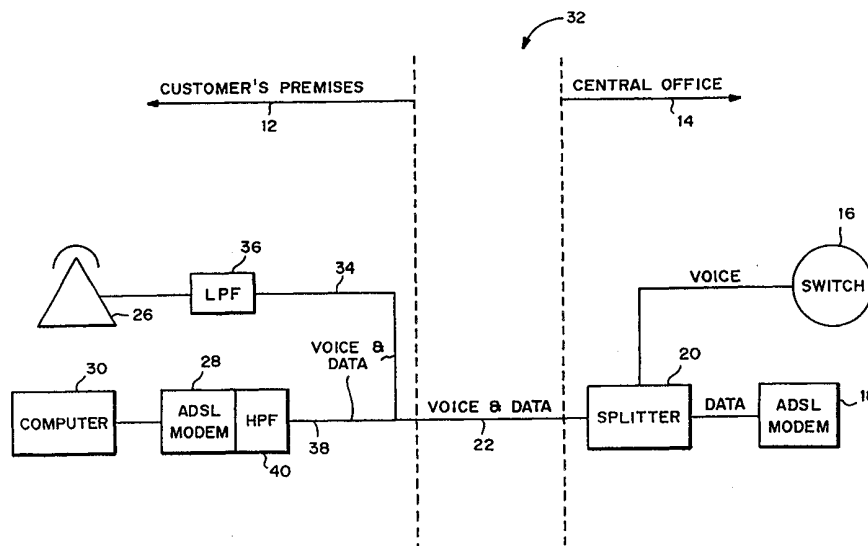 32
CUSTOMER'S PREMISES
12
CENTRAL OFFICE
14
16
36
LPF
34
VOICE
SWITCH
26
VOICE &
DATA
30
28
20
COMPUTER
ADSL
MODEM
HPF
VOICE & DATA
SPLITTER
DATA
ADSL
MODEM
18
38
22
40